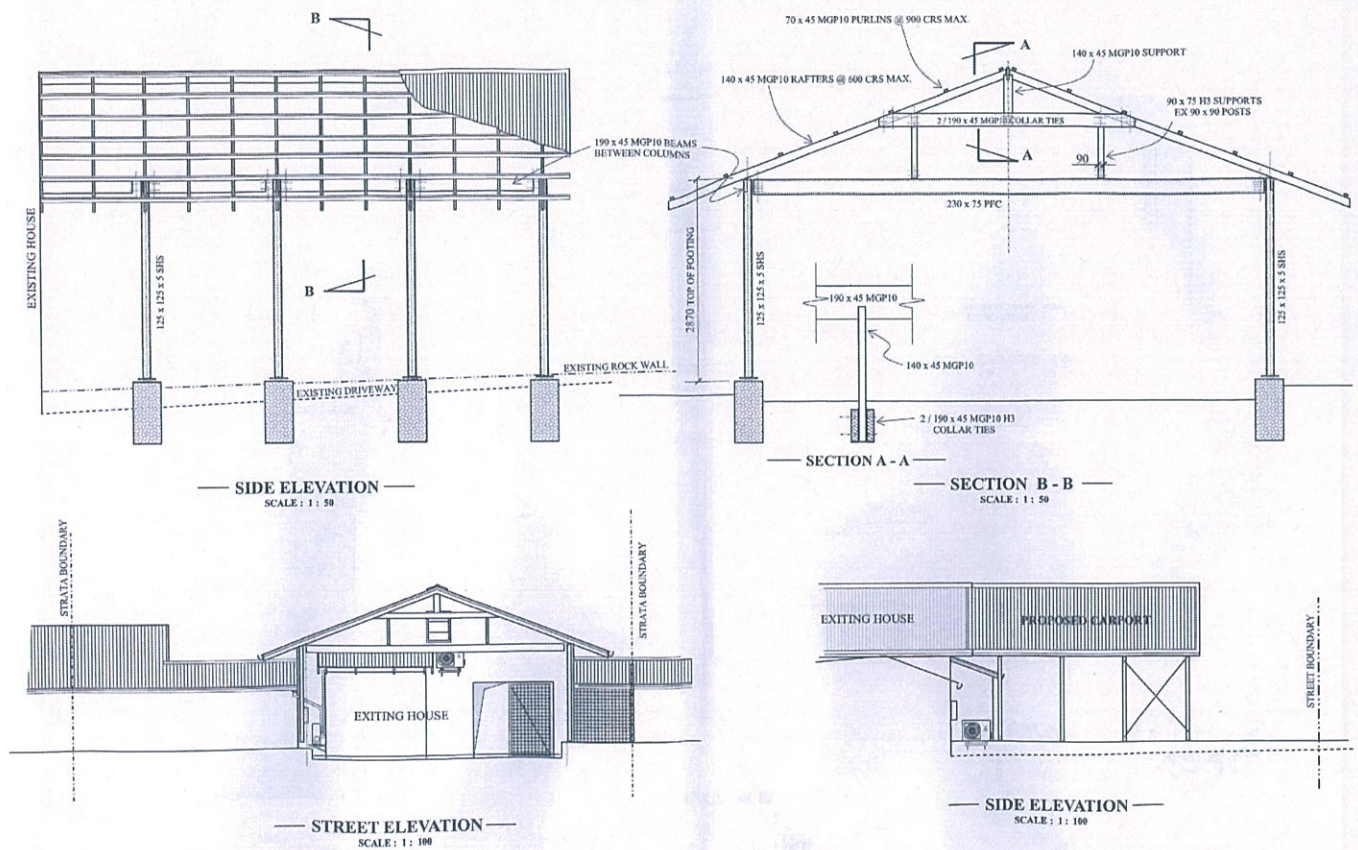 B
190 x 45 MGP10 BEAMS
BETWEEN COLUMNS
EXISTING HOUSE
125 x 125 x 5 SHS
B
EXISTING ROCK WALL
EXISTING DRIVEWAY
SIDE ELEVATION
SCALE : 1 : 50
70 x 45 MGP10 PURLINS @ 900 CRS MAX.
A
140 x 45 MGP10 SUPPORT
140 x 45 MGP10 RAFTERS @ 600 CRS MAX.
90 x 75 H3 SUPPORTS
EX 90 x 90 POSTS
2 / 190 x 45 MGP10 COLLAR TIES
A
90
230 x 75 PFC
2870 TOP OF FOOTING
125 x 125 x 5 SHS
125 x 125 x 5 SHS
190 x 45 MGP10
140 x 45 MGP10
2 / 190 x 45 MGP10 H3
COLLAR TIES
SECTION A - A
SECTION B - B
SCALE : 1 : 50
STRATA BOUNDARY
STRATA BOUNDARY
EXITING HOUSE
STREET ELEVATION
SCALE : 1 : 100
EXITING HOUSE
PROPOSED CARPORT
STREET BOUNDARY
SIDE ELEVATION
SCALE : 1 : 100